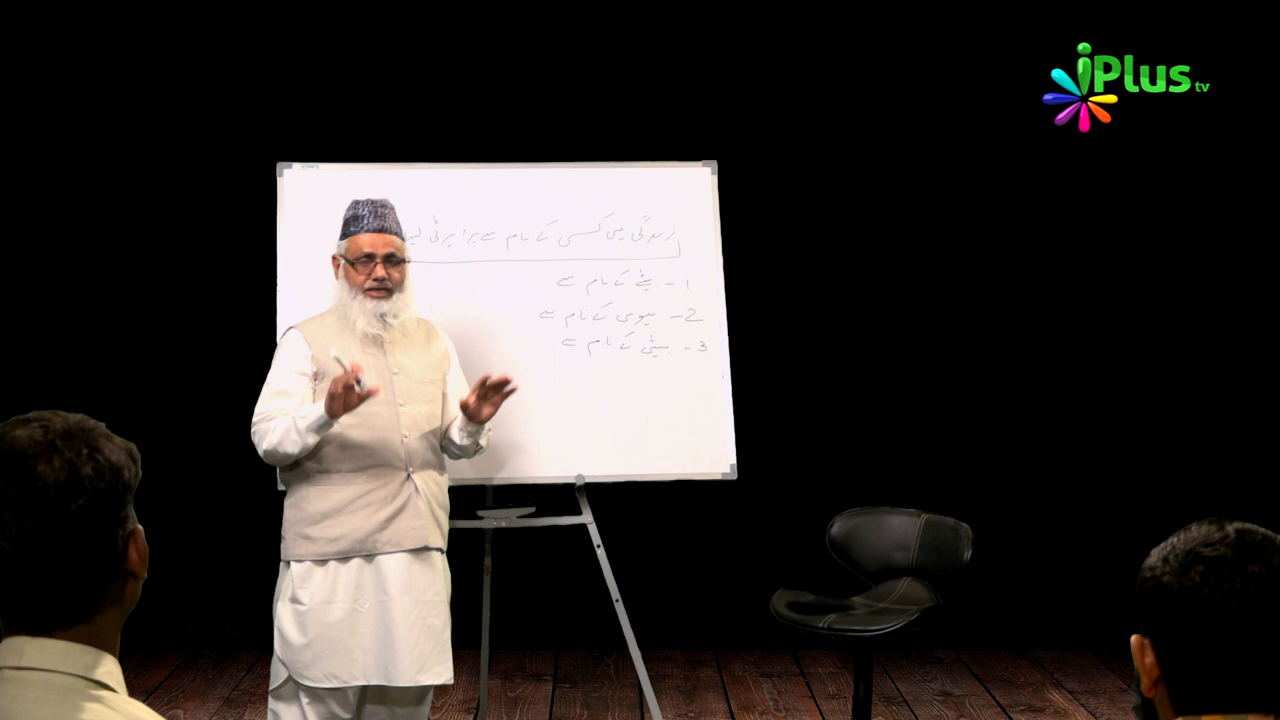 iPlus tv
زندگی میں کسی کے نام سے پراپرٹی لینا
1 - بیٹے کے نام سے
2 - بیوی کے نام سے
3 - بیٹی کے نام سے